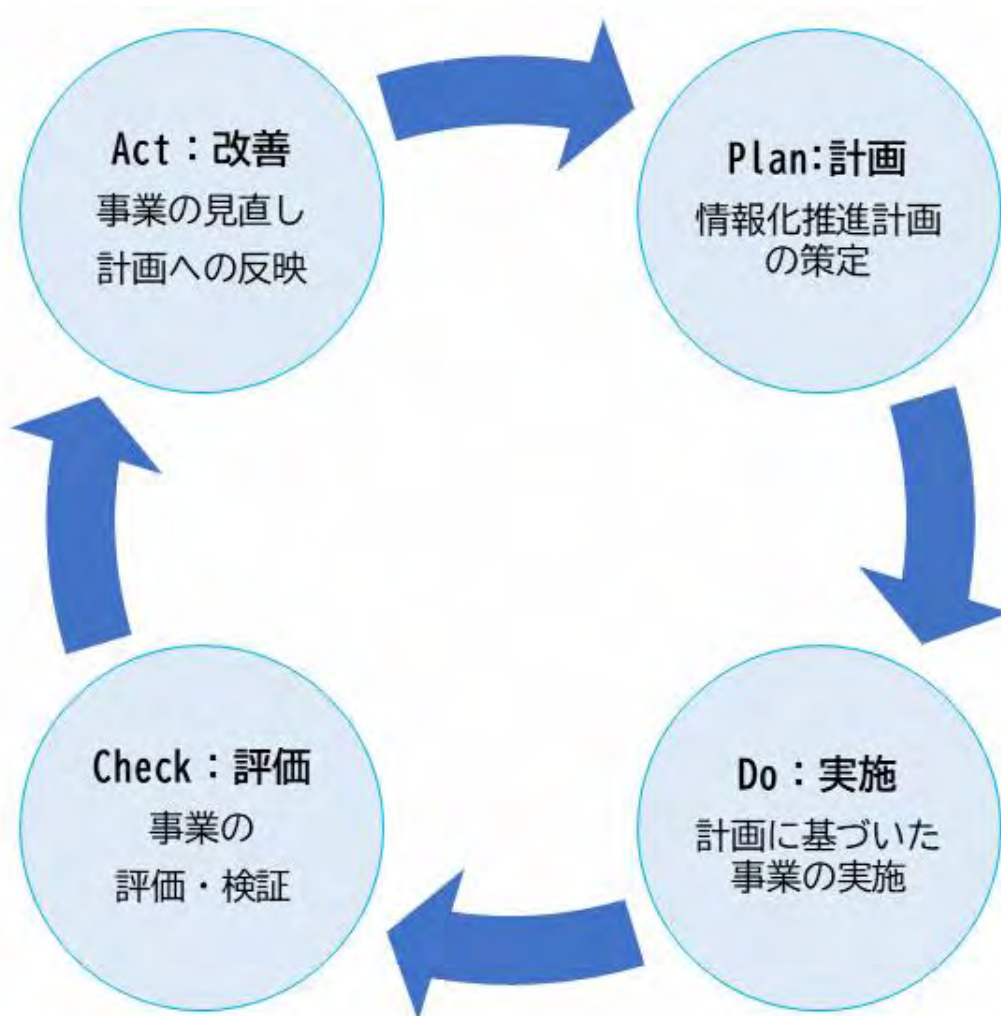 Act：改善
事業の見直し
計画への反映
Plan:計画
情報化推進計画
の策定
Check：評価
事業の
評価・検証
Do：実施
計画に基づいた
事業の実施